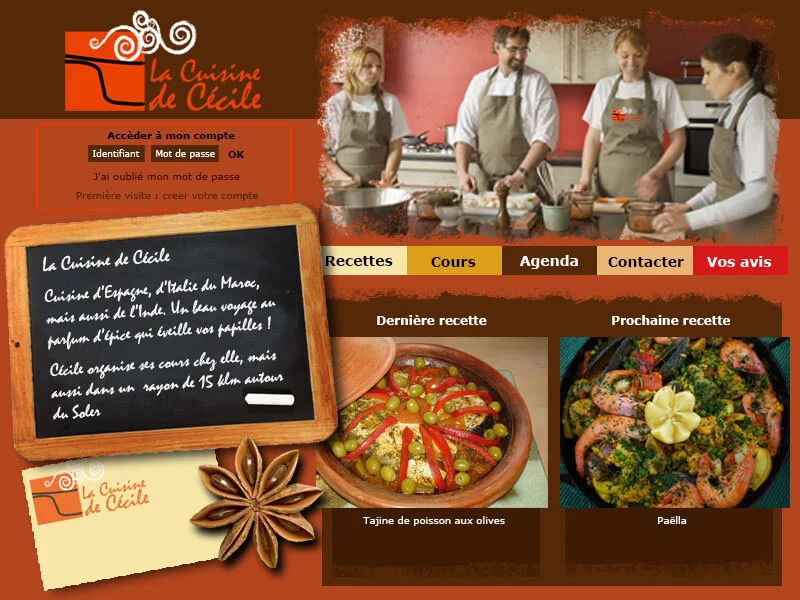 La Cuisine
de Cécile
Accèder à mon compte
Identifiant Mot de passe OK
J'ai oublié mon mot de passe
Première visite : creer votre compte
Recettes Cours Agenda Contacter Vos avis
La Cuisine de Cécile
Cuisine d'Espagne, d'Italie du Maroc,
mais aussi de l'Inde. Un beau voyage au
parfum d'épice qui éveille vos papilles !
Cécile organise ses cours chez elle, mais
aussi dans un rayon de 15 klm autour
du Soler
Dernière recette
Prochaine recette
Tajine de poisson aux olives
Paëlla
La Cuisine
de Cécile